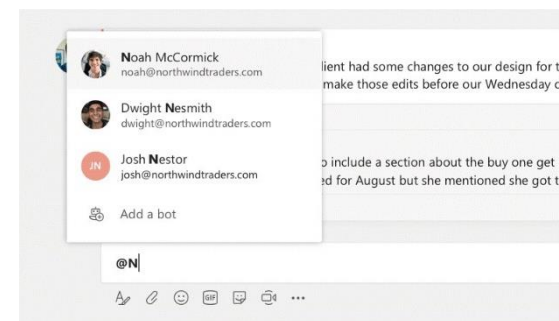 Noah McCormick
noah@northwindtraders.com
lient had some changes to our design for t
make those edits before our Wednesday c
Dwight Nesmith
dwight@northwindtraders.com
JN
Josh Nestor
josh@northwindtraders.com
o include a section about the buy one get
ed for August but she mentioned she got t
Add a bot
@N
GIF